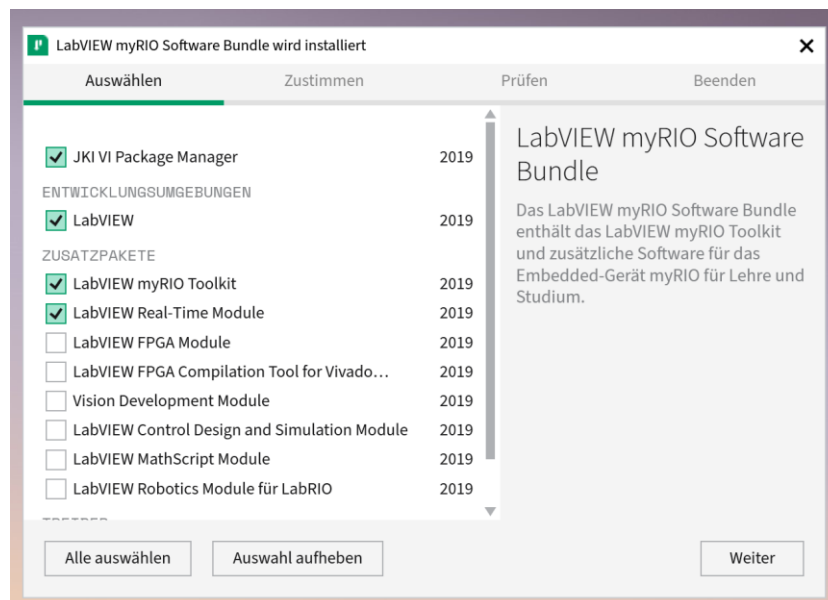 LabVIEW myRIO Software Bundle wird installiert
Auswählen Zustimmen Prüfen Beenden
JKI VI Package Manager 2019
ENTWICKLUNGSUMGEBUNGEN
LabVIEW 2019
ZUSATZPAKETE
LabVIEW myRIO Toolkit 2019
LabVIEW Real-Time Module 2019
LabVIEW FPGA Module 2019
LabVIEW FPGA Compilation Tool for Vivado… 2019
Vision Development Module 2019
LabVIEW Control Design and Simulation Module 2019
LabVIEW MathScript Module 2019
LabVIEW Robotics Module für LabRIO 2019
LabVIEW myRIO Software
Bundle
Das LabVIEW myRIO Software Bundle
enthält das LabVIEW myRIO Toolkit
und zusätzliche Software für das
Embedded-Gerät myRIO für Lehre und
Studium.
Alle auswählen Auswahl aufheben Weiter